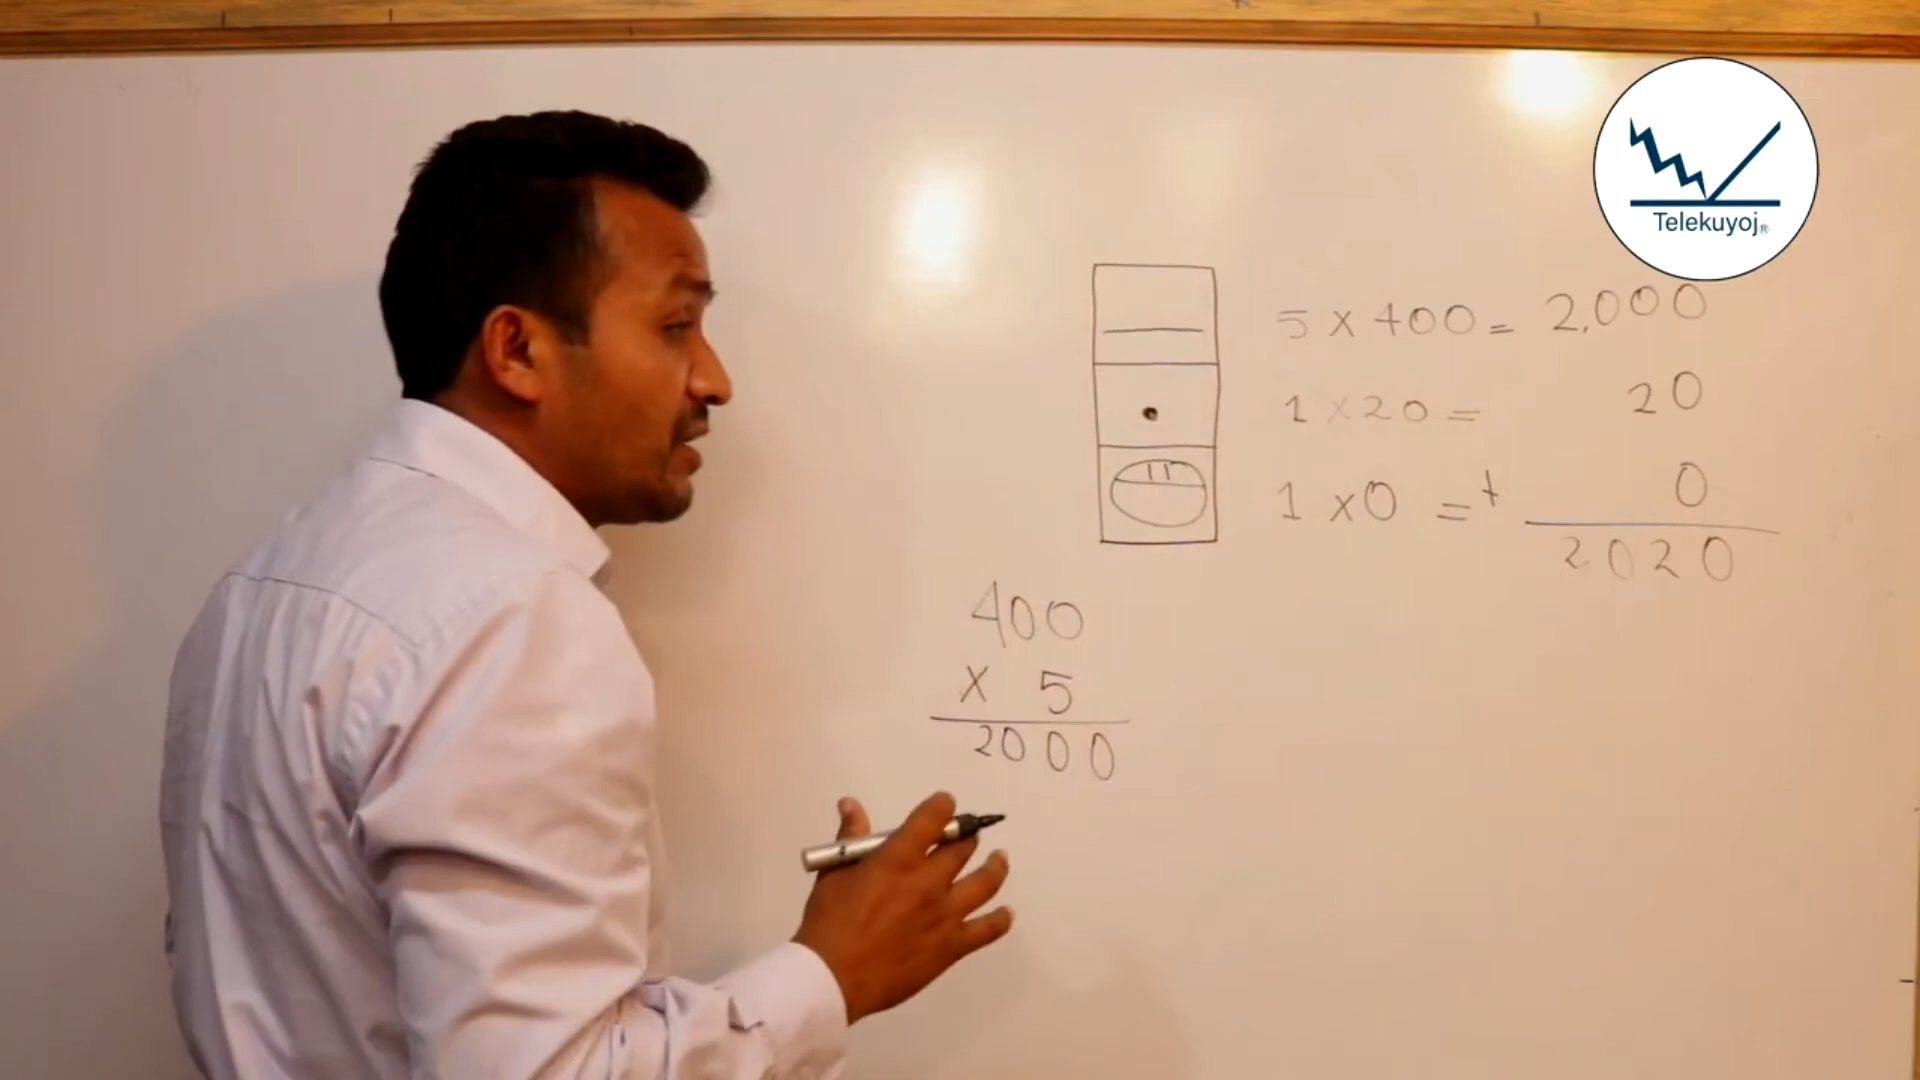 Telekuyoj®
5 x 400 = 2,000
1 x 20 = 20
1 x 0 = + 0
2020
400
x 5
2000